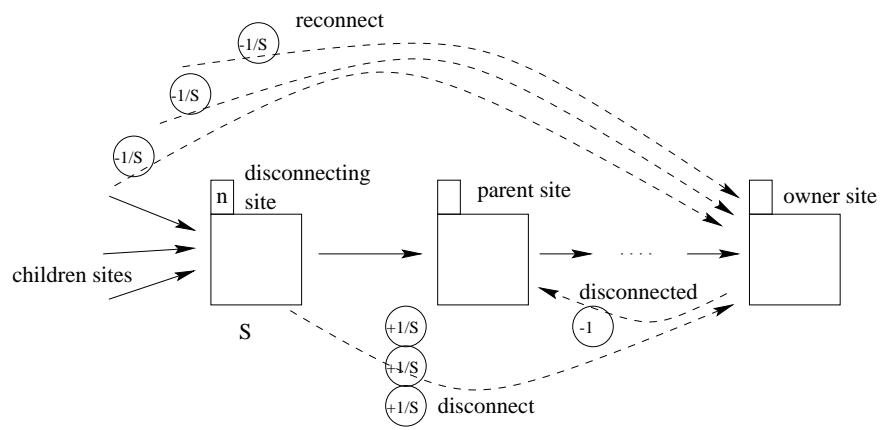 reconnect
-1/S
-1/S
-1/S
disconnecting
site
n
parent site
owner site
children sites
. . . .
disconnected
S
+1/S
-1
+1/S
+1/S
disconnect